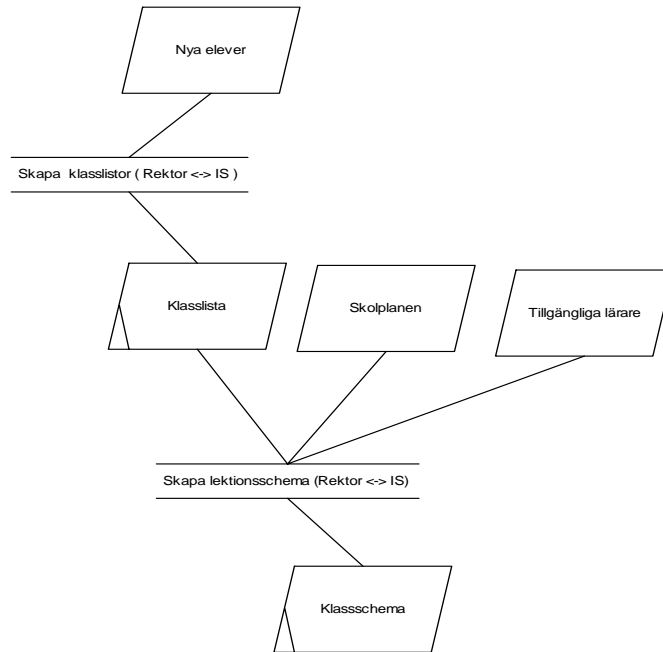 Nya elever
Skapa klasslistor ( Rektor <-> IS )
Klasslista
Skolplanen
Tillgängliga lärare
Skapa lektionsschema (Rektor <-> IS)
Klassschema